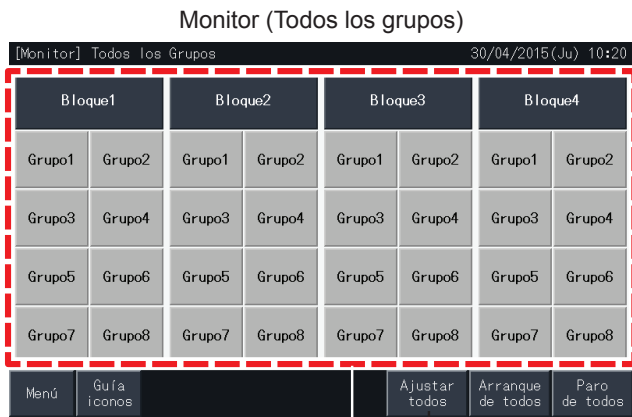 Monitor (Todos los grupos)
[Monitor] Todos los Grupos 30/04/2015(Ju) 10:20
Bloque1 Bloque2 Bloque3 Bloque4
Grupo1 Grupo2 Grupo1 Grupo2 Grupo1 Grupo2 Grupo1 Grupo2
Grupo3 Grupo4 Grupo3 Grupo4 Grupo3 Grupo4 Grupo3 Grupo4
Grupo5 Grupo6 Grupo5 Grupo6 Grupo5 Grupo6 Grupo5 Grupo6
Grupo7 Grupo8 Grupo7 Grupo8 Grupo7 Grupo8 Grupo7 Grupo8
Menú Guía Ajustar Arranque Paro
iconos todos de todos de todos